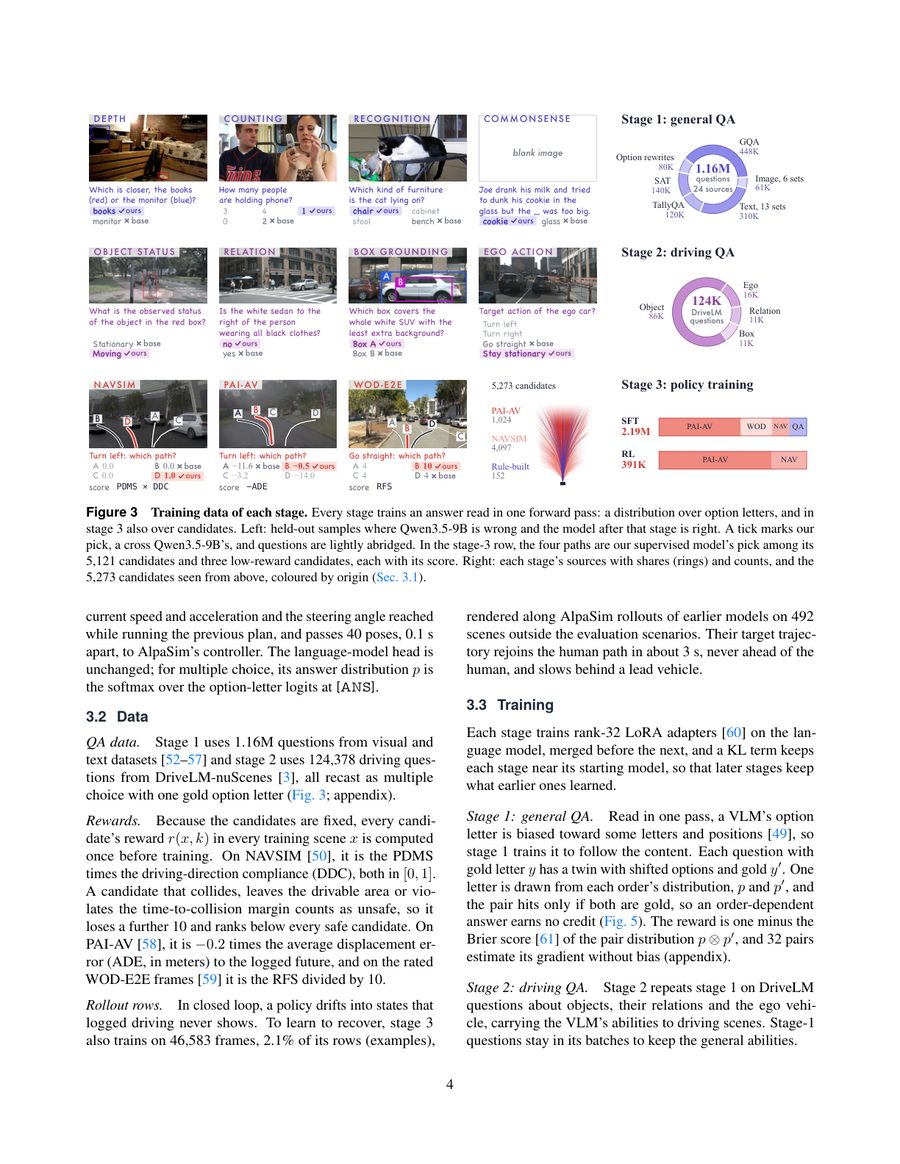 DEPTH
Which is closer, the books
(red) or the monitor (blue)?
books ✓ ours
monitor ✕ base
COUNTING
How many people
are holding phone?
3 4 1 ✓ ours
0 2 ✕ base
RECOGNITION
Which kind of furniture
is the cat lying on?
chair ✓ ours cabinet
stool bench ✕ base
COMMONSENSE
blank image
Joe drank his milk and tried
to dunk his cookie in the
glass but the _ was too big.
cookie ✓ ours glass ✕ base
Stage 1: general QA
GQA
448K
Option rewrites
80K
1.16M
questions
24 sources
Image, 6 sets
61K
SAT
140K
TallyQA
120K
Text, 13 sets
310K
OBJECT STATUS
What is the observed status
of the object in the red box?
Stationary ✕ base
Moving ✓ ours
RELATION
Is the white sedan to the
right of the person
wearing all black clothes?
no ✓ ours
yes ✕ base
BOX GROUNDING
A
B
Which box covers the
whole white SUV with the
least extra background?
Box A ✓ ours
Box B ✕ base
EGO ACTION
Target action of the ego car?
Turn left
Turn right
Go straight ✕ base
Stay stationary ✓ ours
Stage 2: driving QA
Ego
16K
Object
86K
124K
DriveLM
questions
Relation
11K
Box
11K
NAVSIM
B D A C
Turn left: which path?
A 0.0 B 0.0 ✕ base
C 0.0 D 1.0 ✓ ours
score PDMS × DDC
PAI-AV
A B C D
Turn left: which path?
A −11.6 ✕ base B −0.5 ✓ ours
C −3.2 D −14.0
score −ADE
WOD-E2E
A B D C
Go straight: which path?
A 4 B 10 ✓ ours
C 4 D 4 ✕ base
score RFS
5,273 candidates
PAI-AV
1,024
NAVSIM
4,097
Rule-built
152
Stage 3: policy training
SFT
2.19M
PAI-AV WOD NAV QA
RL
391K
PAI-AV NAV
Figure 3 Training data of each stage. Every stage trains an answer read in one forward pass: a distribution over option letters, and in
stage 3 also over candidates. Left: held-out samples where Qwen3.5-9B is wrong and the model after that stage is right. A tick marks our
pick, a cross Qwen3.5-9B's, and questions are lightly abridged. In the stage-3 row, the four paths are our supervised model's pick among its
5,121 candidates and three low-reward candidates, each with its score. Right: each stage's sources with shares (rings) and counts, and the
5,273 candidates seen from above, coloured by origin (Sec. 3.1).
current speed and acceleration and the steering angle reached
while running the previous plan, and passes 40 poses, 0.1 s
apart, to AlpaSim's controller. The language-model head is
unchanged; for multiple choice, its answer distribution p is
the softmax over the option-letter logits at [ANS].
3.2 Data
QA data. Stage 1 uses 1.16M questions from visual and
text datasets [52–57] and stage 2 uses 124,378 driving ques-
tions from DriveLM-nuScenes [3], all recast as multiple
choice with one gold option letter (Fig. 3; appendix).
Rewards. Because the candidates are fixed, every candi-
date's reward r(x, k) in every training scene x is computed
once before training. On NAVSIM [50], it is the PDMS
times the driving-direction compliance (DDC), both in [0, 1].
A candidate that collides, leaves the drivable area or vio-
lates the time-to-collision margin counts as unsafe, so it
loses a further 10 and ranks below every safe candidate. On
PAI-AV [58], it is −0.2 times the average displacement er-
ror (ADE, in meters) to the logged future, and on the rated
WOD-E2E frames [59] it is the RFS divided by 10.
Rollout rows. In closed loop, a policy drifts into states that
logged driving never shows. To learn to recover, stage 3
also trains on 46,583 frames, 2.1% of its rows (examples),
rendered along AlpaSim rollouts of earlier models on 492
scenes outside the evaluation scenarios. Their target trajec-
tory rejoins the human path in about 3 s, never ahead of the
human, and slows behind a lead vehicle.
3.3 Training
Each stage trains rank-32 LoRA adapters [60] on the lan-
guage model, merged before the next, and a KL term keeps
each stage near its starting model, so that later stages keep
what earlier ones learned.
Stage 1: general QA. Read in one pass, a VLM's option
letter is biased toward some letters and positions [49], so
stage 1 trains it to follow the content. Each question with
gold letter y has a twin with shifted options and gold y′. One
letter is drawn from each order's distribution, p and p′, and
the pair hits only if both are gold, so an order-dependent
answer earns no credit (Fig. 5). The reward is one minus the
Brier score [61] of the pair distribution p ⊗ p′, and 32 pairs
estimate its gradient without bias (appendix).
Stage 2: driving QA. Stage 2 repeats stage 1 on DriveLM
questions about objects, their relations and the ego vehi-
cle, carrying the VLM's abilities to driving scenes. Stage-1
questions stay in its batches to keep the general abilities.
4